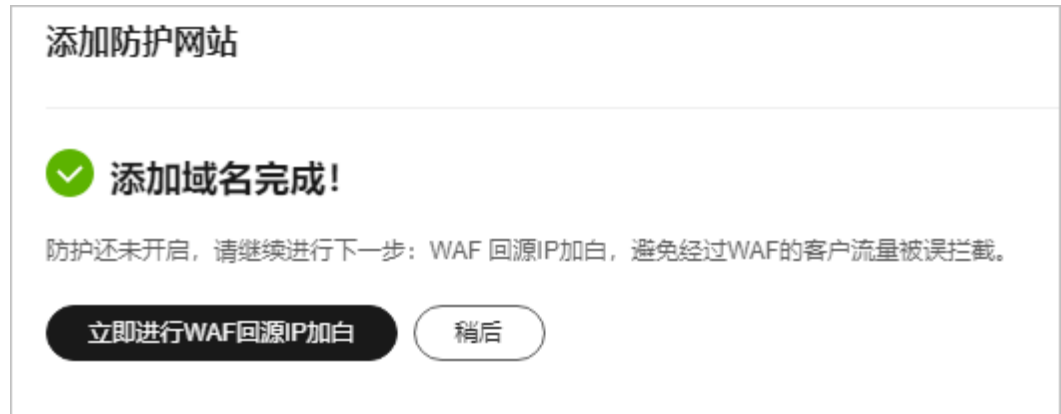 添加防护网站
添加域名完成！
防护还未开启，请继续进行下一步：WAF 回源IP加白，避免经过WAF的客户流量被误拦截。
立即进行WAF回源IP加白
稍后